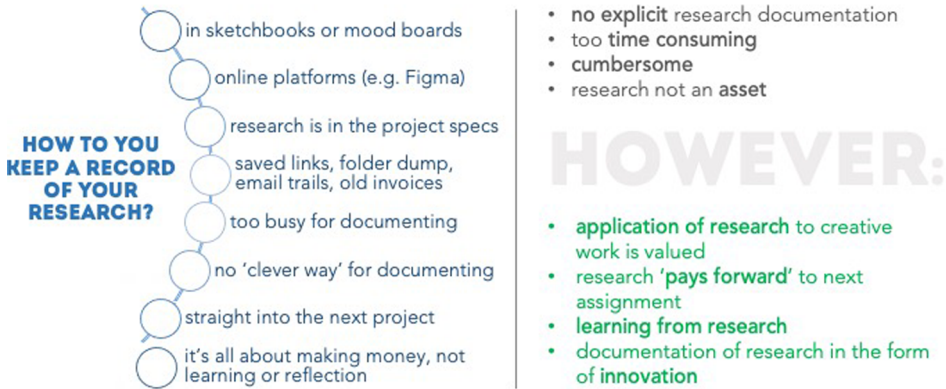 HOW TO YOU
KEEP A RECORD
OF YOUR
RESEARCH?
in sketchbooks or mood boards
online platforms (e.g. Figma)
research is in the project specs
saved links, folder dump,
email trails, old invoices
too busy for documenting
no ‘clever way’ for documenting
straight into the next project
it’s all about making money, not
learning or reflection
• no explicit research documentation
• too time consuming
• cumbersome
• research not an asset
HOWEVER:
• application of research to creative
work is valued
• research ‘pays forward’ to next
assignment
• learning from research
• documentation of research in the form
of innovation